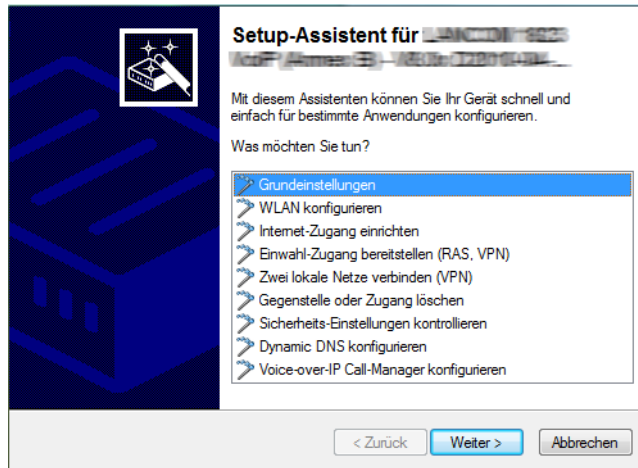 Setup-Assistent für
Mit diesem Assistenten können Sie Ihr Gerät schnell und
einfach für bestimmte Anwendungen konfigurieren.
Was möchten Sie tun?
Grundeinstellungen
WLAN konfigurieren
Internet-Zugang einrichten
Einwahl-Zugang bereitstellen (RAS, VPN)
Zwei lokale Netze verbinden (VPN)
Gegenstelle oder Zugang löschen
Sicherheits-Einstellungen kontrollieren
Dynamic DNS konfigurieren
Voice-over-IP Call-Manager konfigurieren
< Zurück Weiter > Abbrechen